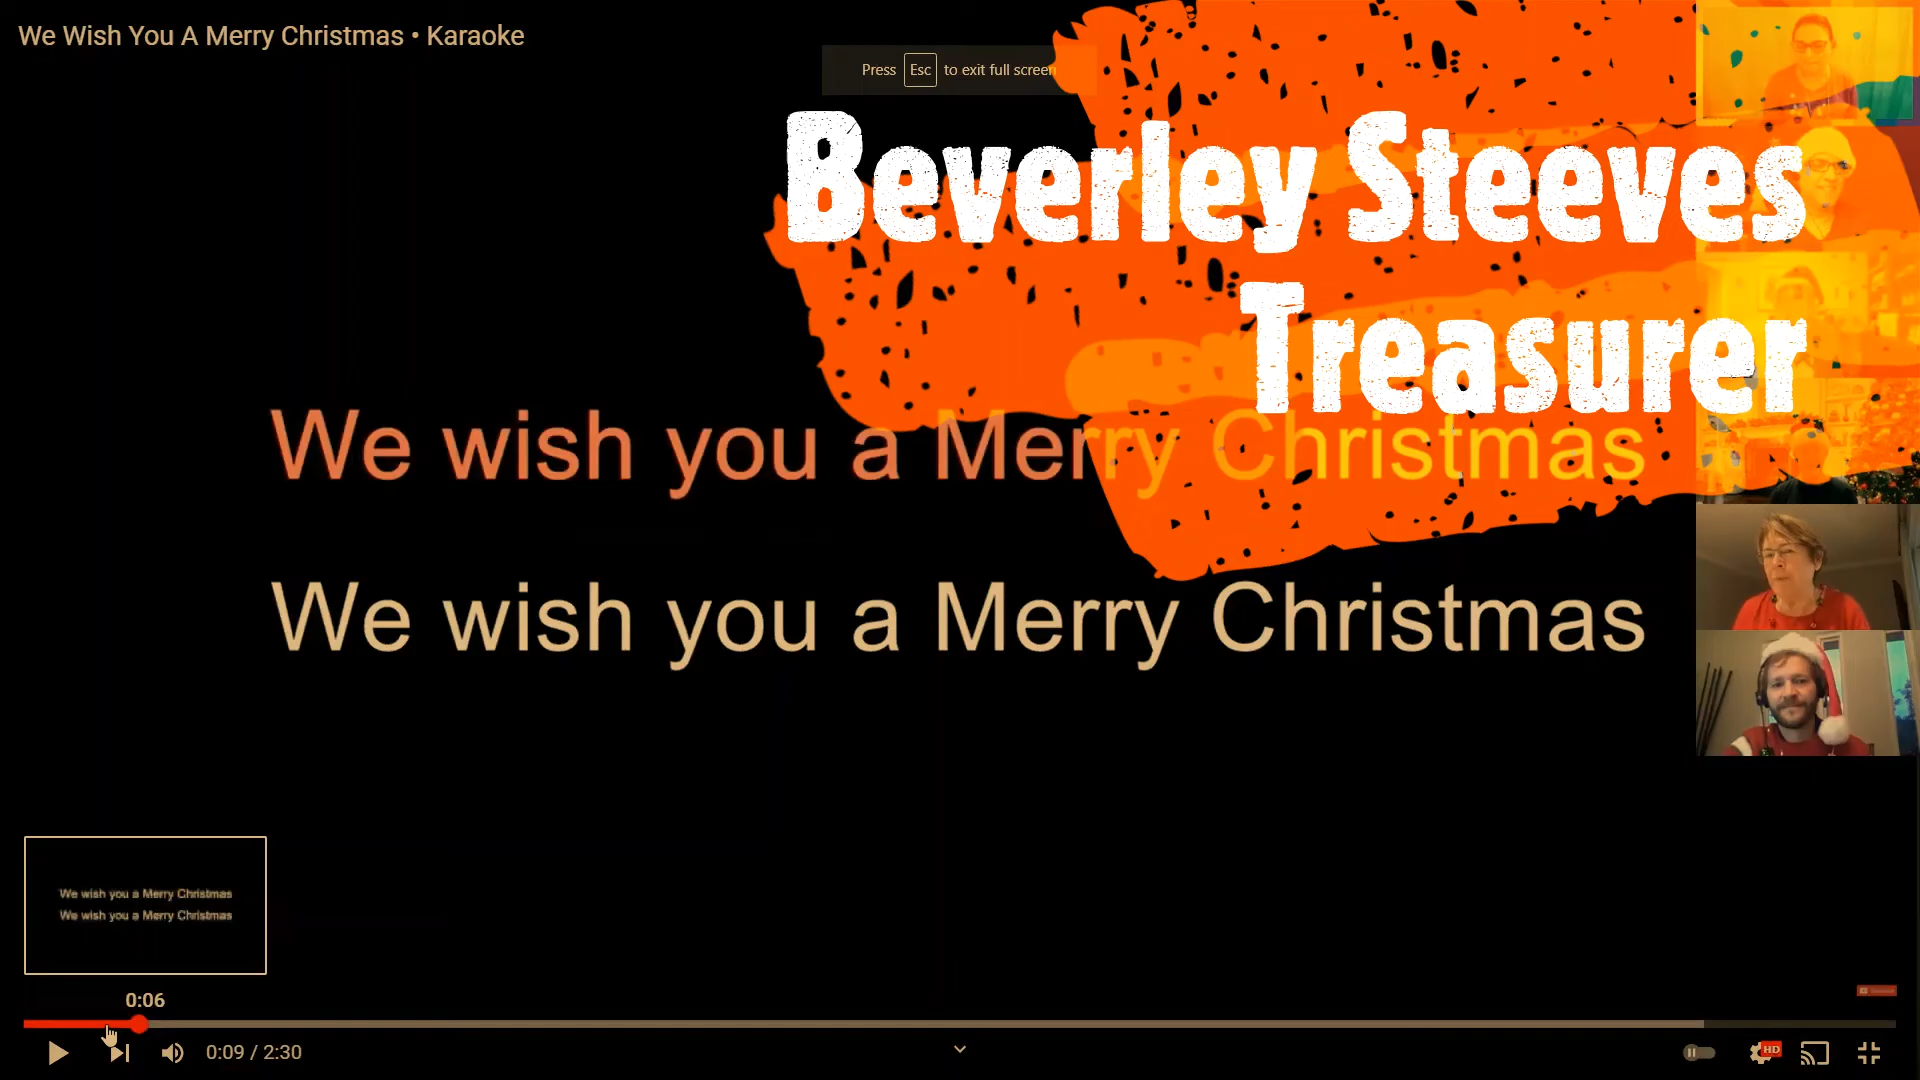 We Wish You A Merry Christmas • Karaoke
Press Esc to exit full screen
Beverley Steeves
Treasurer
We wish you a Merry Christmas
We wish you a Merry Christmas
We wish you a Merry Christmas
We wish you a Merry Christmas
0:06
0:09 / 2:30
HD